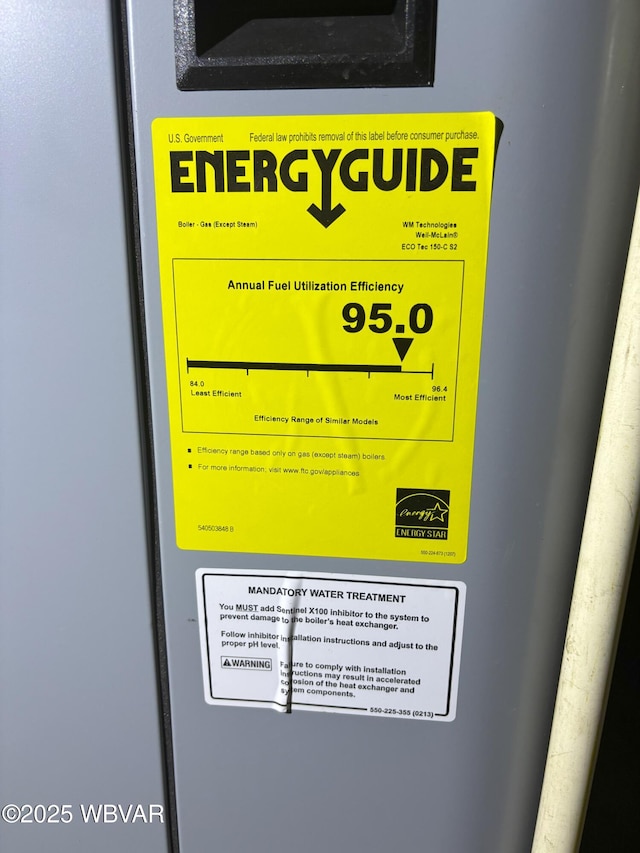 U.S. Government Federal law prohibits removal of this label before consumer purchase.
ENERGYGUIDE
Boiler - Gas (Except Steam)
WM Technologies
Weil-McLain®
ECO Tec 150-C S2
Annual Fuel Utilization Efficiency
95.0
84.0
Least Efficient
96.4
Most Efficient
Efficiency Range of Similar Models
Efficiency range based only on gas (except steam) boilers.
For more information, visit www.ftc.gov/appliances.
energy
ENERGY STAR
540503848 B
500-224-973 (1207)
MANDATORY WATER TREATMENT
You MUST add Sentinel X100 inhibitor to the system to
prevent damage to the boiler's heat exchanger.
Follow inhibitor installation instructions and adjust to the
proper pH level.
WARNING
Failure to comply with installation
instructions may result in accelerated
corrosion of the heat exchanger and
system components.
550-225-355 (0213)
©2025 WBVAR